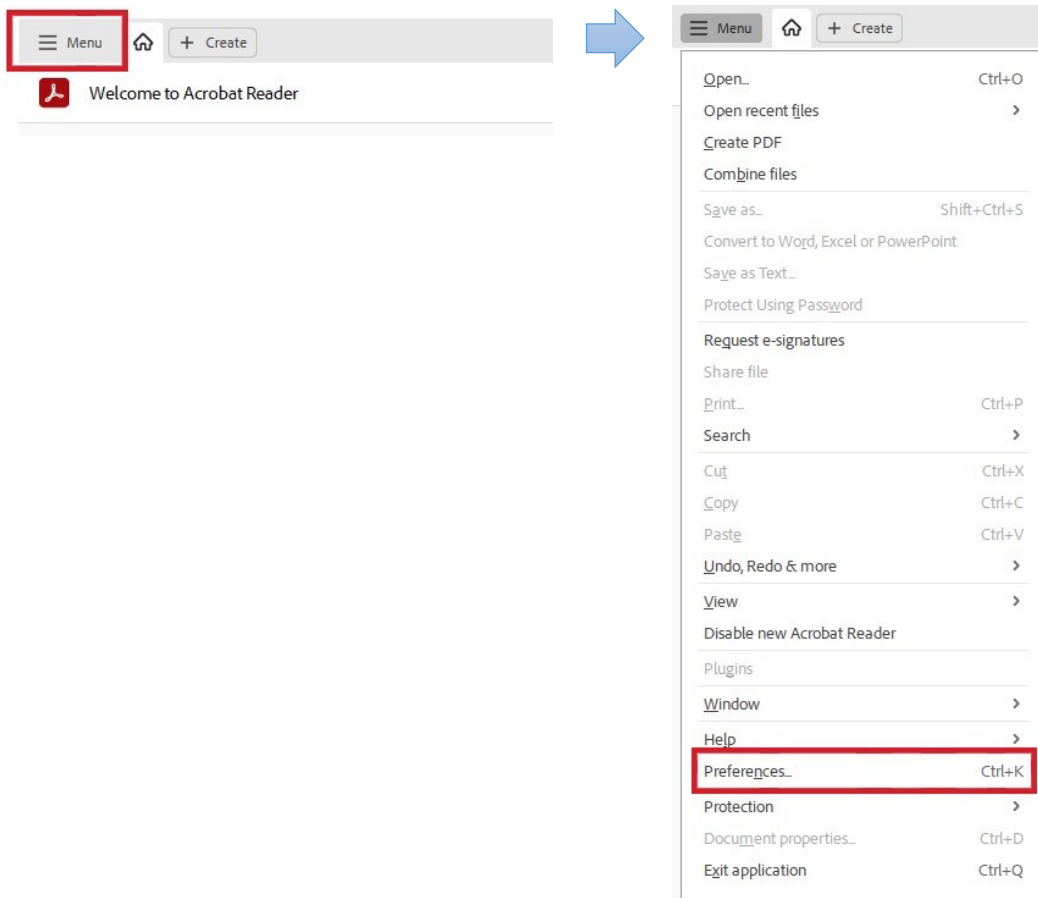 Menu
+ Create
Welcome to Acrobat Reader
Menu
+ Create
Open... Ctrl+O
Open recent files
Create PDF
Combine files
Save as... Shift+Ctrl+S
Convert to Word, Excel or PowerPoint
Save as Text...
Protect Using Password
Request e-signatures
Share file
Print... Ctrl+P
Search
Cut Ctrl+X
Copy Ctrl+C
Paste Ctrl+V
Undo, Redo & more
View
Disable new Acrobat Reader
Plugins
Window
Help
Preferences... Ctrl+K
Protection
Document properties... Ctrl+D
Exit application Ctrl+Q